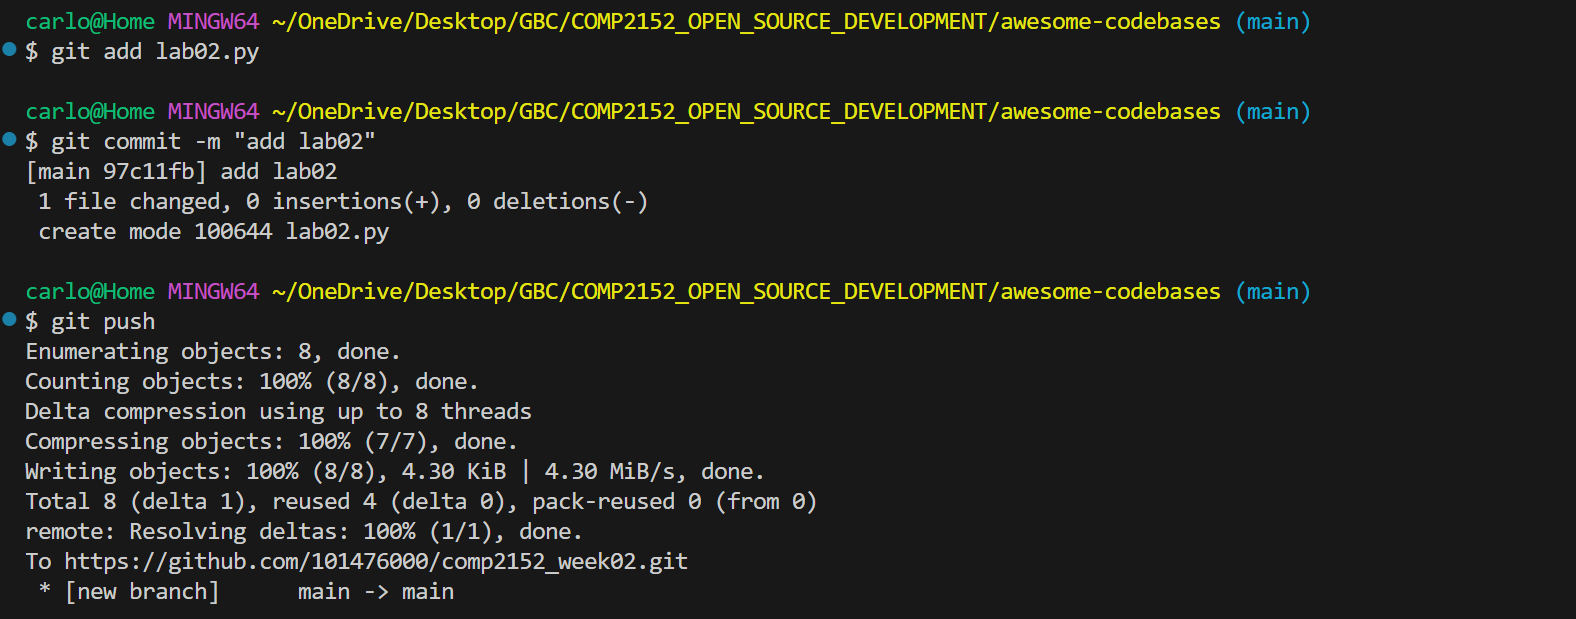 carlo@Home MINGW64 ~/OneDrive/Desktop/GBC/COMP2152_OPEN_SOURCE_DEVELOPMENT/awesome-codebases (main)
$ git add lab02.py
carlo@Home MINGW64 ~/OneDrive/Desktop/GBC/COMP2152_OPEN_SOURCE_DEVELOPMENT/awesome-codebases (main)
$ git commit -m "add lab02"
[main 97c11fb] add lab02
 1 file changed, 0 insertions(+), 0 deletions(-)
 create mode 100644 lab02.py
carlo@Home MINGW64 ~/OneDrive/Desktop/GBC/COMP2152_OPEN_SOURCE_DEVELOPMENT/awesome-codebases (main)
$ git push
Enumerating objects: 8, done.
Counting objects: 100% (8/8), done.
Delta compression using up to 8 threads
Compressing objects: 100% (7/7), done.
Writing objects: 100% (8/8), 4.30 KiB | 4.30 MiB/s, done.
Total 8 (delta 1), reused 4 (delta 0), pack-reused 0 (from 0)
remote: Resolving deltas: 100% (1/1), done.
To https://github.com/101476000/comp2152_week02.git
 * [new branch]      main -> main